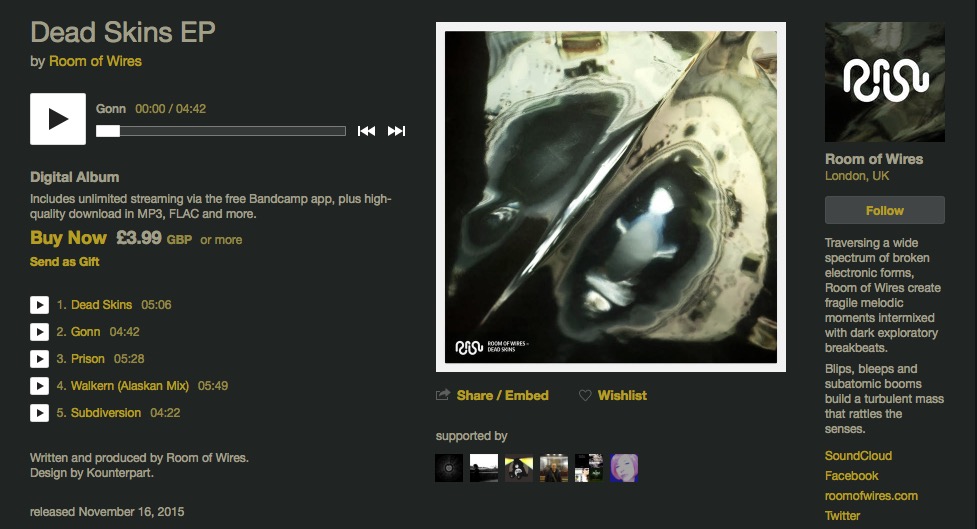 Dead Skins EP
by Room of Wires
Gonn 00:00 / 04:42
Digital Album
Includes unlimited streaming via the free Bandcamp app, plus high-
quality download in MP3, FLAC and more.
Buy Now £3.99 GBP or more
Send as Gift
1. Dead Skins 05:06
2. Gonn 04:42
3. Prison 05:28
4. Walkern (Alaskan Mix) 05:49
5. Subdiversion 04:22
Written and produced by Room of Wires.
Design by Kounterpart.
released November 16, 2015
ROOM OF WIRES –
DEAD SKINS
Share / Embed
Wishlist
supported by
Room of Wires
London, UK
Follow
Traversing a wide
spectrum of broken
electronic forms,
Room of Wires create
fragile melodic
moments intermixed
with dark exploratory
breakbeats.
Blips, bleeps and
subatomic booms
build a turbulent mass
that rattles the
senses.
SoundCloud
Facebook
roomofwires.com
Twitter